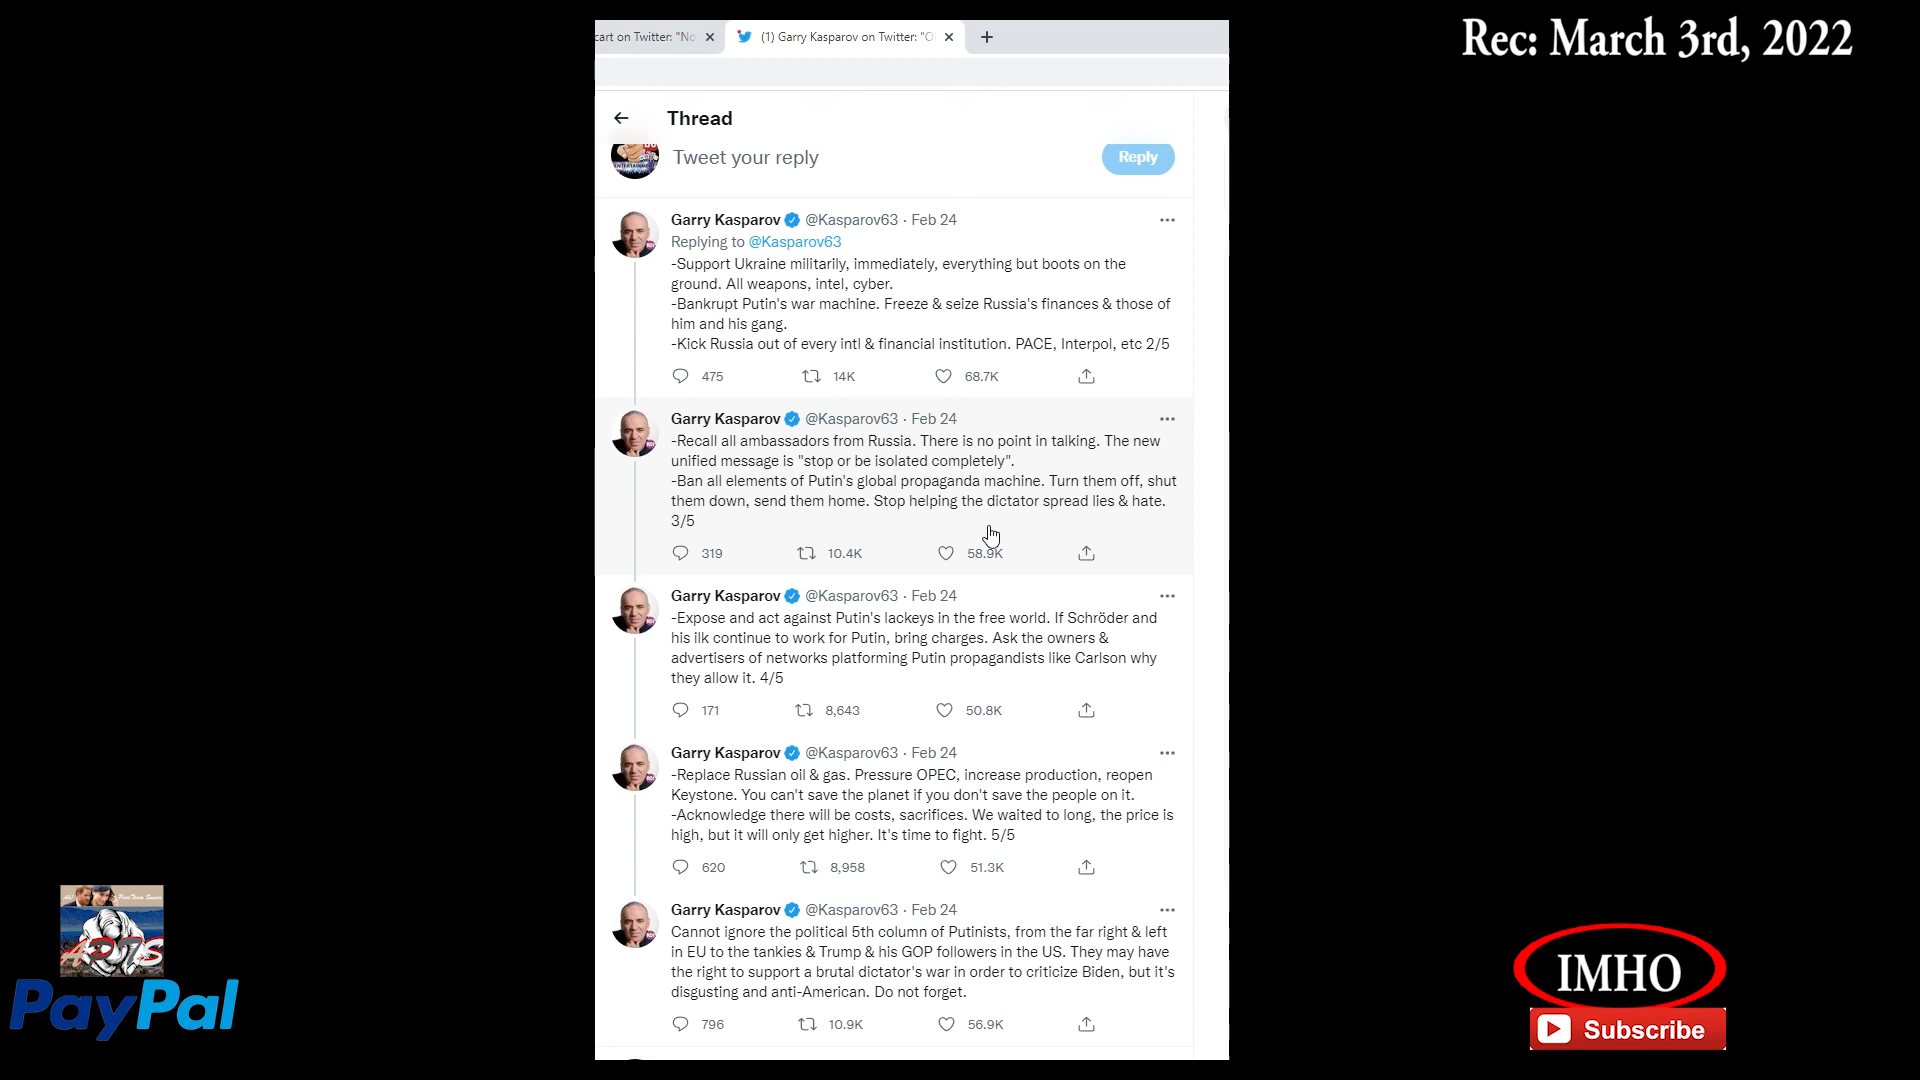 Rec: March 3rd, 2022
cart on Twitter: "No
(1) Garry Kasparov on Twitter: "O
Thread
Tweet your reply
Reply
Garry Kasparov @Kasparov63 · Feb 24
Replying to @Kasparov63
-Support Ukraine militarily, immediately, everything but boots on the
ground. All weapons, intel, cyber.
-Bankrupt Putin's war machine. Freeze & seize Russia's finances & those of
him and his gang.
-Kick Russia out of every intl & financial institution. PACE, Interpol, etc 2/5
475 14K 68.7K
Garry Kasparov @Kasparov63 · Feb 24
-Recall all ambassadors from Russia. There is no point in talking. The new
unified message is "stop or be isolated completely".
-Ban all elements of Putin's global propaganda machine. Turn them off, shut
them down, send them home. Stop helping the dictator spread lies & hate.
3/5
319 10.4K 58.9K
Garry Kasparov @Kasparov63 · Feb 24
-Expose and act against Putin's lackeys in the free world. If Schröder and
his ilk continue to work for Putin, bring charges. Ask the owners &
advertisers of networks platforming Putin propagandists like Carlson why
they allow it. 4/5
171 8,643 50.8K
Garry Kasparov @Kasparov63 · Feb 24
-Replace Russian oil & gas. Pressure OPEC, increase production, reopen
Keystone. You can't save the planet if you don't save the people on it.
-Acknowledge there will be costs, sacrifices. We waited to long, the price is
high, but it will only get higher. It's time to fight. 5/5
620 8,958 51.3K
Garry Kasparov @Kasparov63 · Feb 24
Cannot ignore the political 5th column of Putinists, from the far right & left
in EU to the tankies & Trump & his GOP followers in the US. They may have
the right to support a brutal dictator's war in order to criticize Biden, but it's
disgusting and anti-American. Do not forget.
796 10.9K 56.9K
PayPal
IMHO
Subscribe